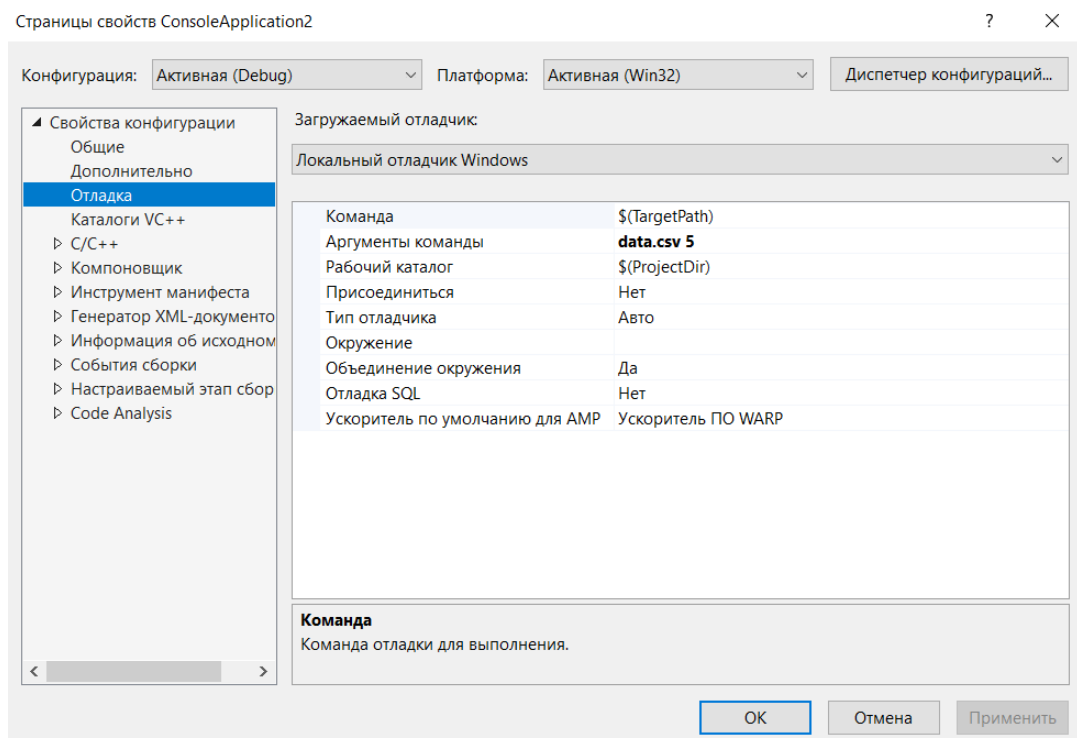 Страницы свойств ConsoleApplication2
?
Конфигурация: Активная (Debug) Платформа: Активная (Win32) Диспетчер конфигураций...
Свойства конфигурации
Общие
Дополнительно
Отладка
Каталоги VC++
C/C++
Компоновщик
Инструмент манифеста
Генератор XML-документо
Информация об исходном
События сборки
Настраиваемый этап сбор
Code Analysis
Загружаемый отладчик:
Локальный отладчик Windows
Команда $(TargetPath)
Аргументы команды data.csv 5
Рабочий каталог $(ProjectDir)
Присоединиться Нет
Тип отладчика Авто
Окружение
Объединение окружения Да
Отладка SQL Нет
Ускоритель по умолчанию для AMP Ускоритель ПО WARP
Команда
Команда отладки для выполнения.
ОК Отмена Применить